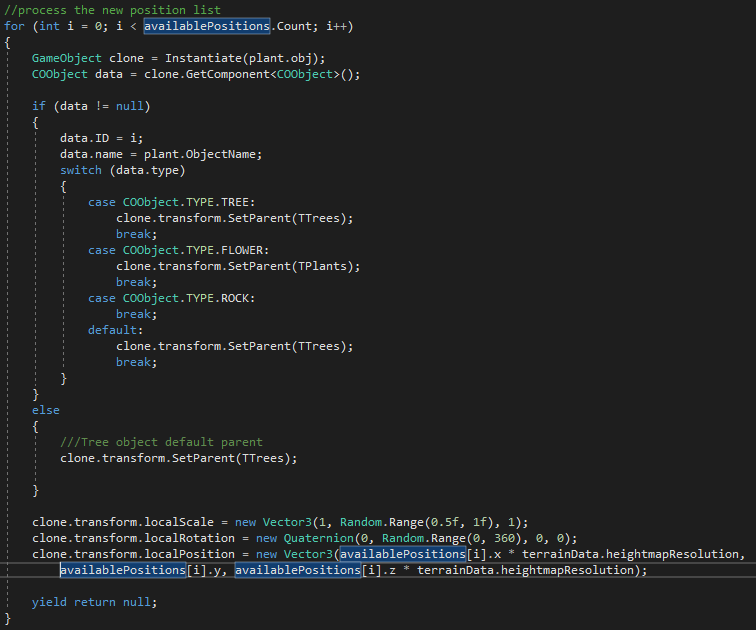 //process the new position list
for (int i = 0; i < availablePositions.Count; i++)
{
GameObject clone = Instantiate(plant.obj);
COObject data = clone.GetComponent<COObject>();
if (data != null)
{
data.ID = i;
data.name = plant.ObjectName;
switch (data.type)
{
case COObject.TYPE.TREE:
clone.transform.SetParent(TTrees);
break;
case COObject.TYPE.FLOWER:
clone.transform.SetParent(TPlants);
break;
case COObject.TYPE.ROCK:
break;
default:
clone.transform.SetParent(TTrees);
break;
}
}
else
{
///Tree object default parent
clone.transform.SetParent(TTrees);
}
clone.transform.localScale = new Vector3(1, Random.Range(0.5f, 1f), 1);
clone.transform.localRotation = new Quaternion(0, Random.Range(0, 360), 0, 0);
clone.transform.localPosition = new Vector3(availablePositions[i].x * terrainData.heightmapResolution,
availablePositions[i].y, availablePositions[i].z * terrainData.heightmapResolution);
yield return null;
}